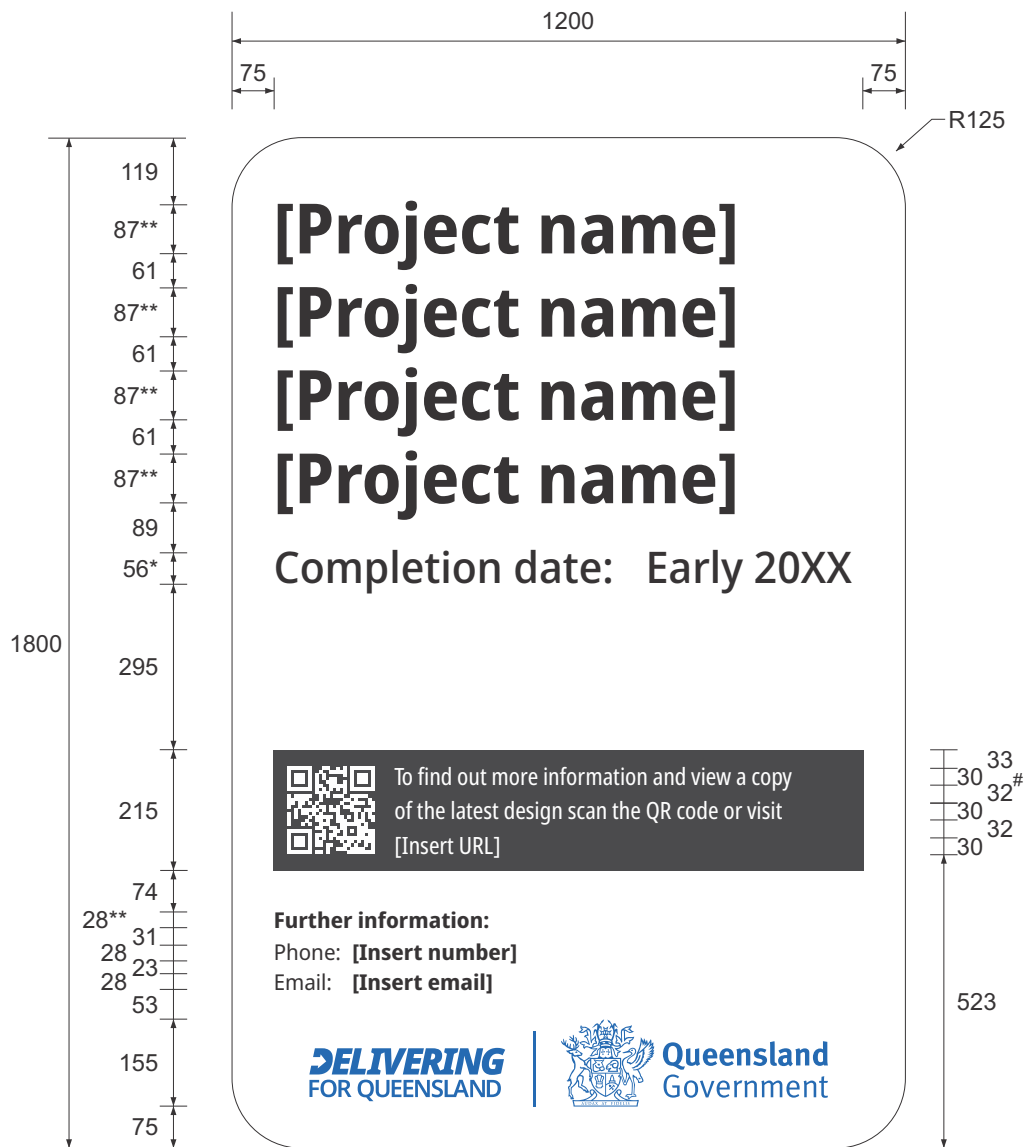 1200
75
75
R125
119
87**
61
87**
61
87**
61
87**
89
56*
1800
295
215
74
28**
31
28
23
28
53
155
75
[Project name]
[Project name]
[Project name]
[Project name]
Completion date: Early 20XX
To find out more information and view a copy
of the latest design scan the QR code or visit
[Insert URL]
33
30
32#
30
32
30
523
Further information:
Phone: [Insert number]
Email: [Insert email]
DELIVERING
FOR QUEENSLAND
Queensland
Government